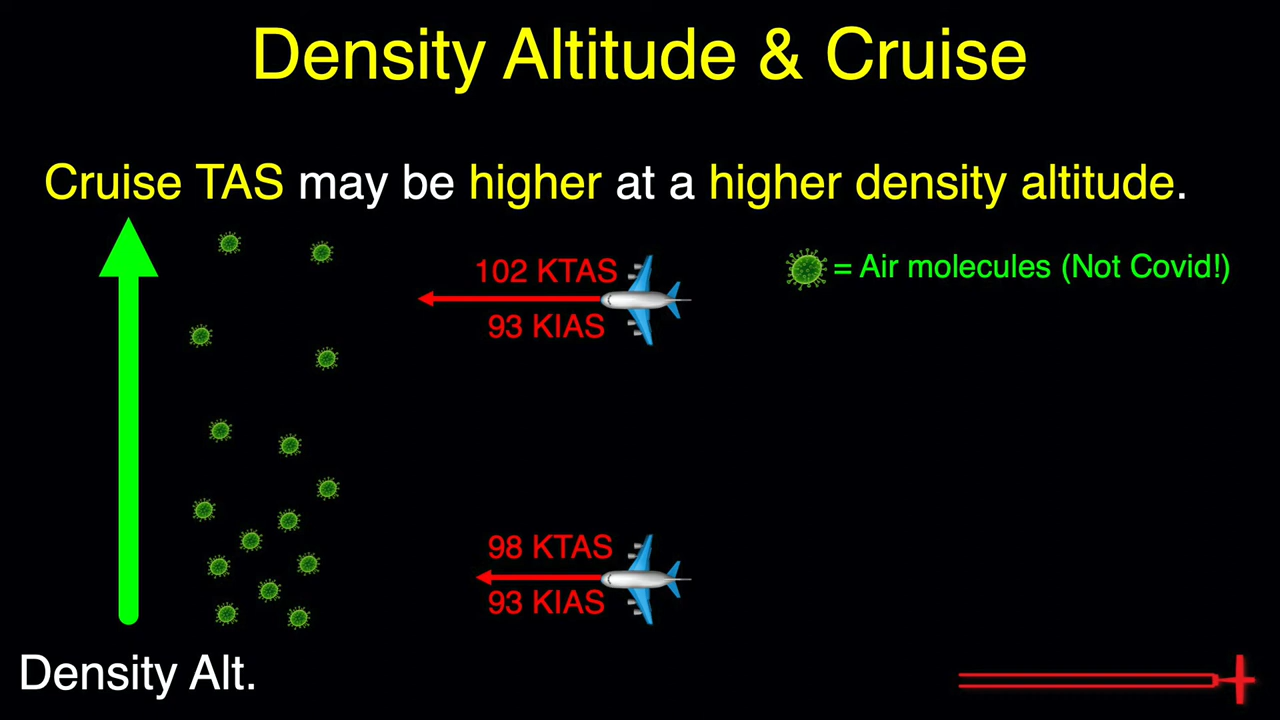 Density Altitude & Cruise
Cruise TAS may be higher at a higher density altitude.
102 KTAS
93 KIAS
= Air molecules (Not Covid!)
98 KTAS
93 KIAS
Density Alt.